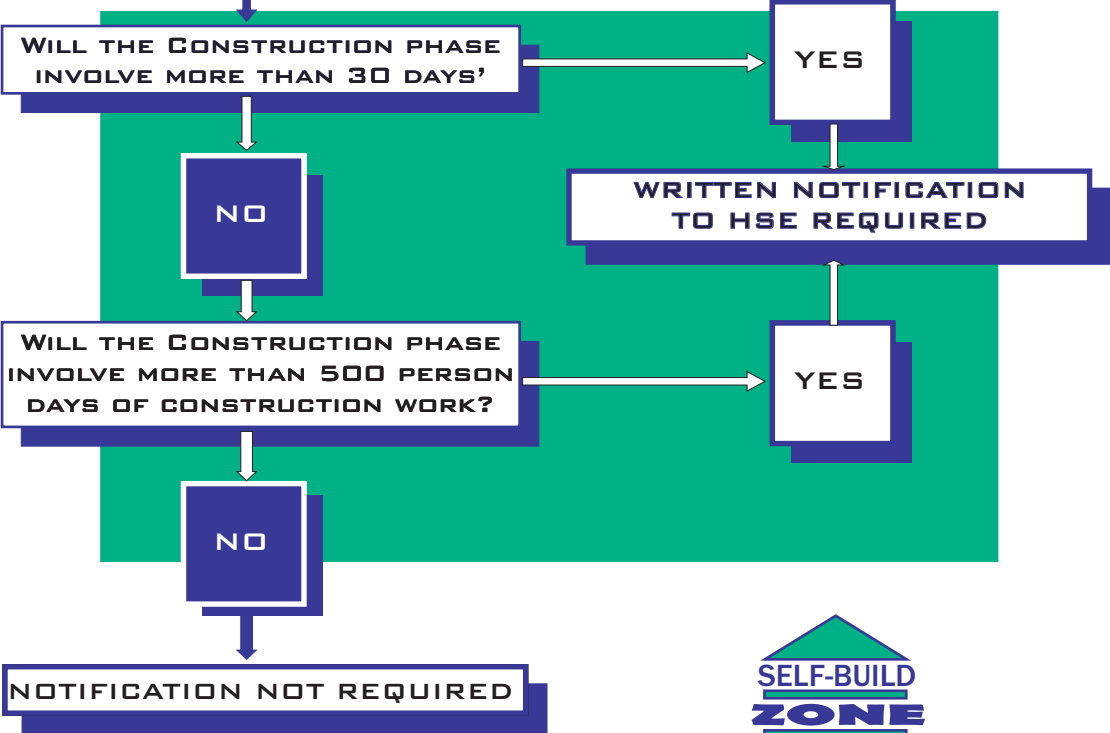 Will the Construction phase
involve more than 30 days’
YES
NO
WRITTEN NOTIFICATION
TO HSE REQUIRED
Will the Construction phase
involve more than 500 person
days of construction work?
YES
NO
NOTIFICATION NOT REQUIRED
SELF-BUILD
ZONE